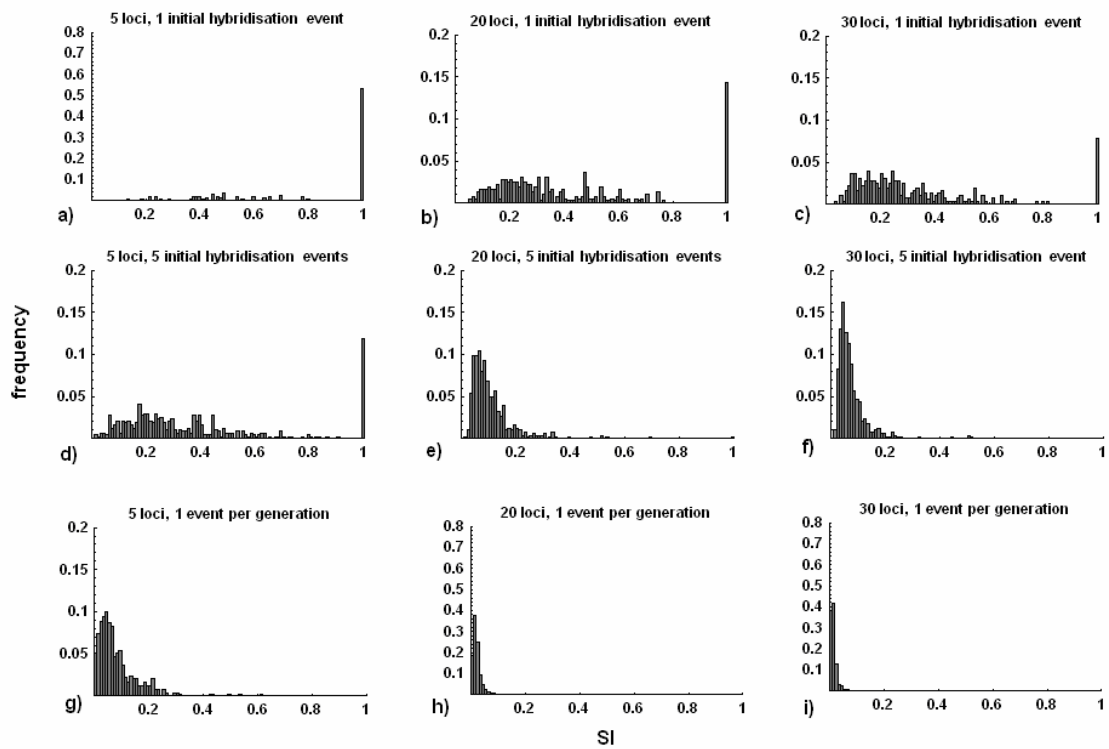 5 loci, 1 initial hybridisation event
20 loci, 1 initial hybridisation event
30 loci, 1 initial hybridisation event
0.8
0.7
0.6
0.5
0.4
0.3
0.2
0.1
0.2 0.4 0.6 0.8 1
a)
0.2
0.15
0.1
0.05
0.2 0.4 0.6 0.8 1
b)
0.2
0.15
0.1
0.05
0.2 0.4 0.6 0.8 1
c)
5 loci, 5 initial hybridisation events
20 loci, 5 initial hybridisation events
30 loci, 5 initial hybridisation event
frequency
0.2
0.15
0.1
0.05
0.2 0.4 0.6 0.8 1
d)
0.2
0.15
0.1
0.05
0.2 0.4 0.6 0.8 1
e)
0.2
0.15
0.1
0.05
0.2 0.4 0.6 0.8 1
f)
5 loci, 1 event per generation
20 loci, 1 event per generation
30 loci, 1 event per generation
0.2
0.15
0.1
0.05
0.2 0.4 0.6 0.8 1
g)
0.8
0.7
0.6
0.5
0.4
0.3
0.2
0.1
0.2 0.4 0.6 0.8 1
h)
0.8
0.7
0.6
0.5
0.4
0.3
0.2
0.1
0.2 0.4 0.6 0.8 1
i)
SI